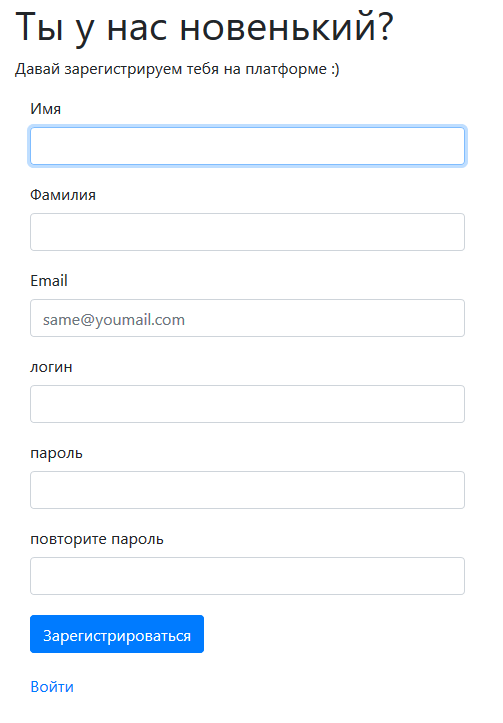 Ты у нас новенький?
Давай зарегистрируем тебя на платформе :)
Имя
Фамилия
Email
same@youmail.com
логин
пароль
повторите пароль
Зарегистрироваться
Войти